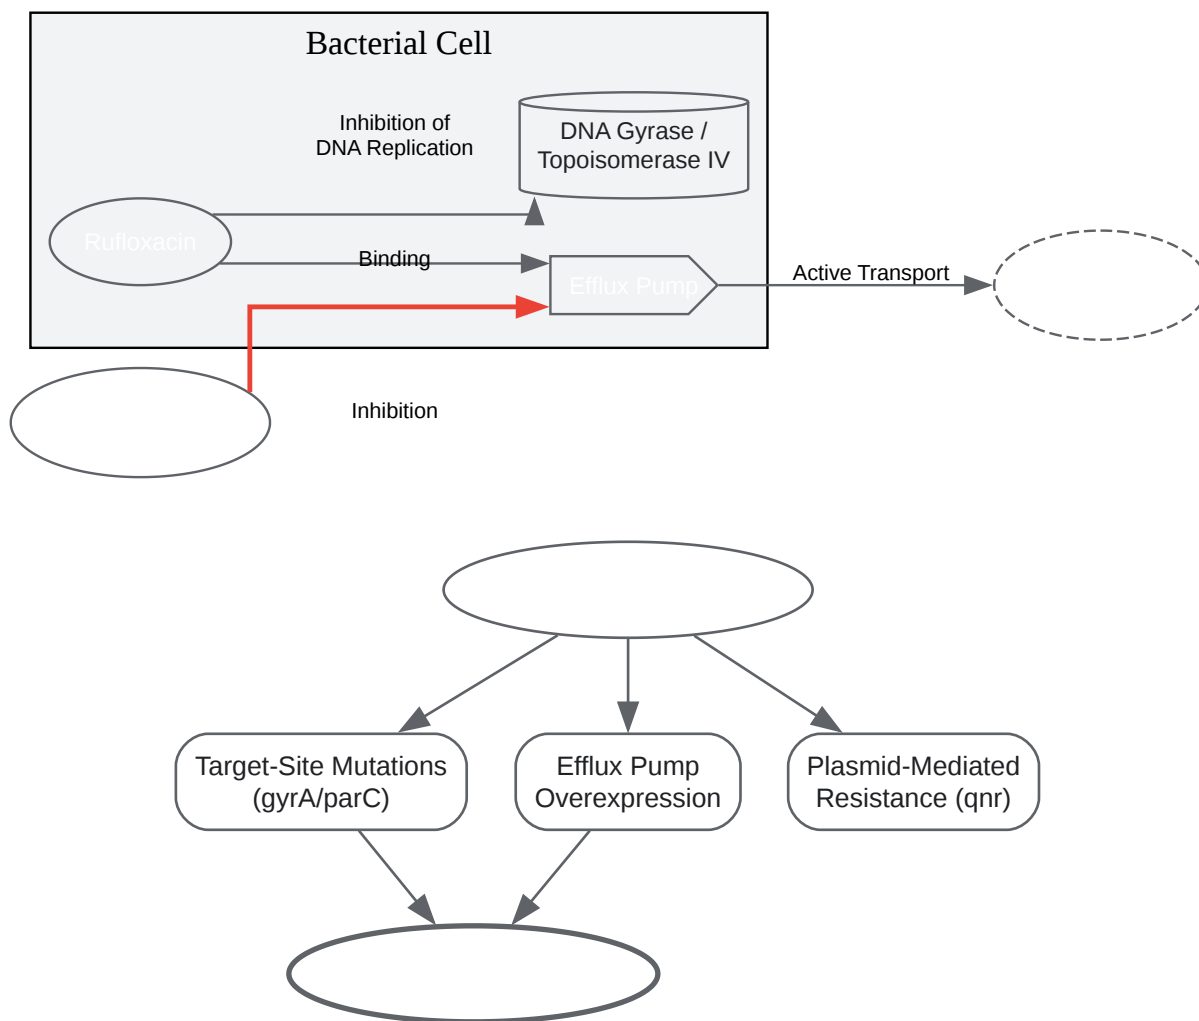 Bacterial Cell
Inhibition of
DNA Replication
DNA Gyrase /
Topoisomerase IV
Rufloxacin
Binding
Efflux Pump
Active Transport
Inhibition
Target-Site Mutations
(gyrA/parC)
Efflux Pump
Overexpression
Plasmid-Mediated
Resistance (qnr)